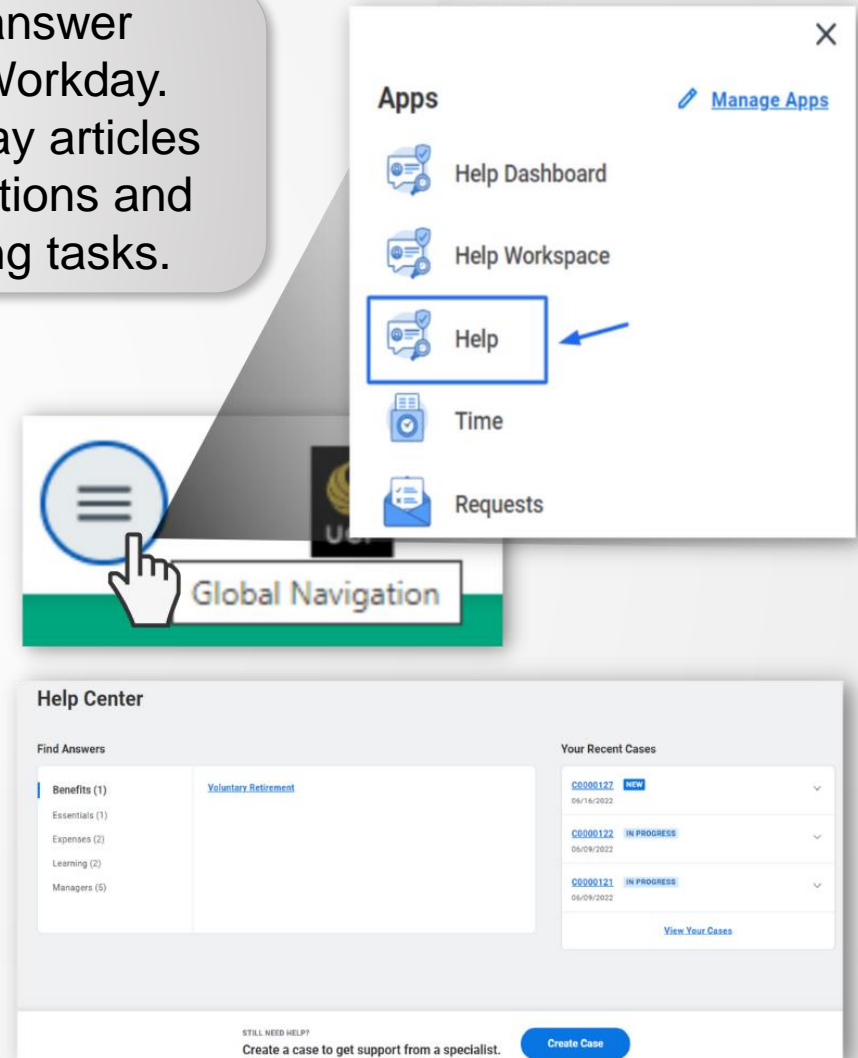 answer
Workday.
ay articles
tions and
ng tasks.
Apps
Manage Apps
Help Dashboard
Help Workspace
Help
Time
Requests
Global Navigation
Help Center
Find Answers
Benefits (1)
Essentials (1)
Expenses (2)
Learning (2)
Managers (5)
Voluntary Retirement
Your Recent Cases
C0000127 NEW
06/16/2022
C0000122 IN PROGRESS
06/09/2022
C0000121 IN PROGRESS
06/09/2022
View Your Cases
STILL NEED HELP?
Create a case to get support from a specialist.
Create Case